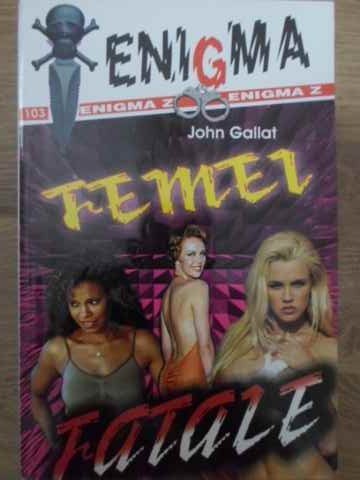 ENIGMA
103
ENIGMA Z ENIGMA Z
John Gallat
FEMEI
FATALE